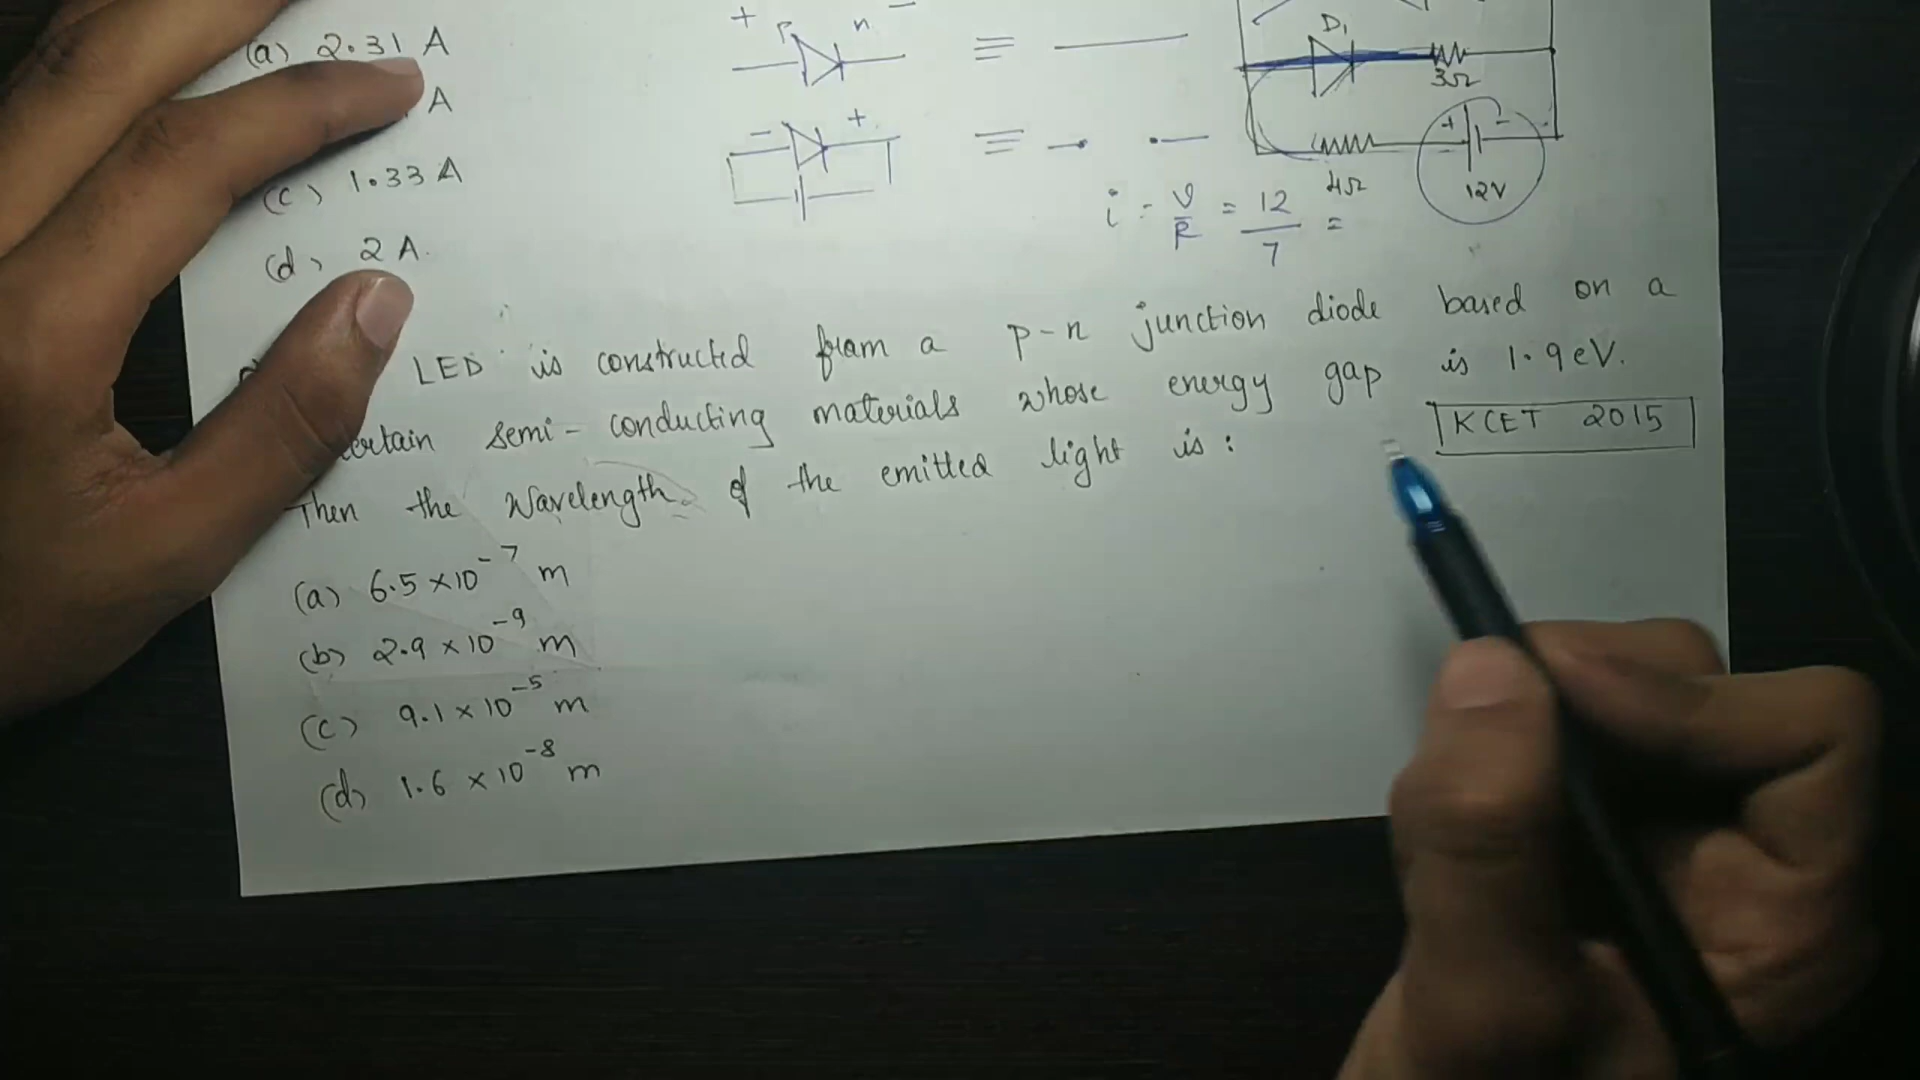 (a) 2.31 A
A
(c) 1.33 A
(d) 2 A.
+ P n -
≡
D1
3Ω
- +
≡
+ -
4Ω
12V
i = V/R = 12/7 =
LED is constructed from a p-n junction diode based on a
semi-conducting materials whose energy gap is 1.9eV.
Then the wavelength of the emitted light is:
KCET 2015
(a) 6.5 × 10⁻⁷ m
(b) 2.9 × 10⁻⁹ m
(c) 9.1 × 10⁻⁵ m
(d) 1.6 × 10⁻⁸ m